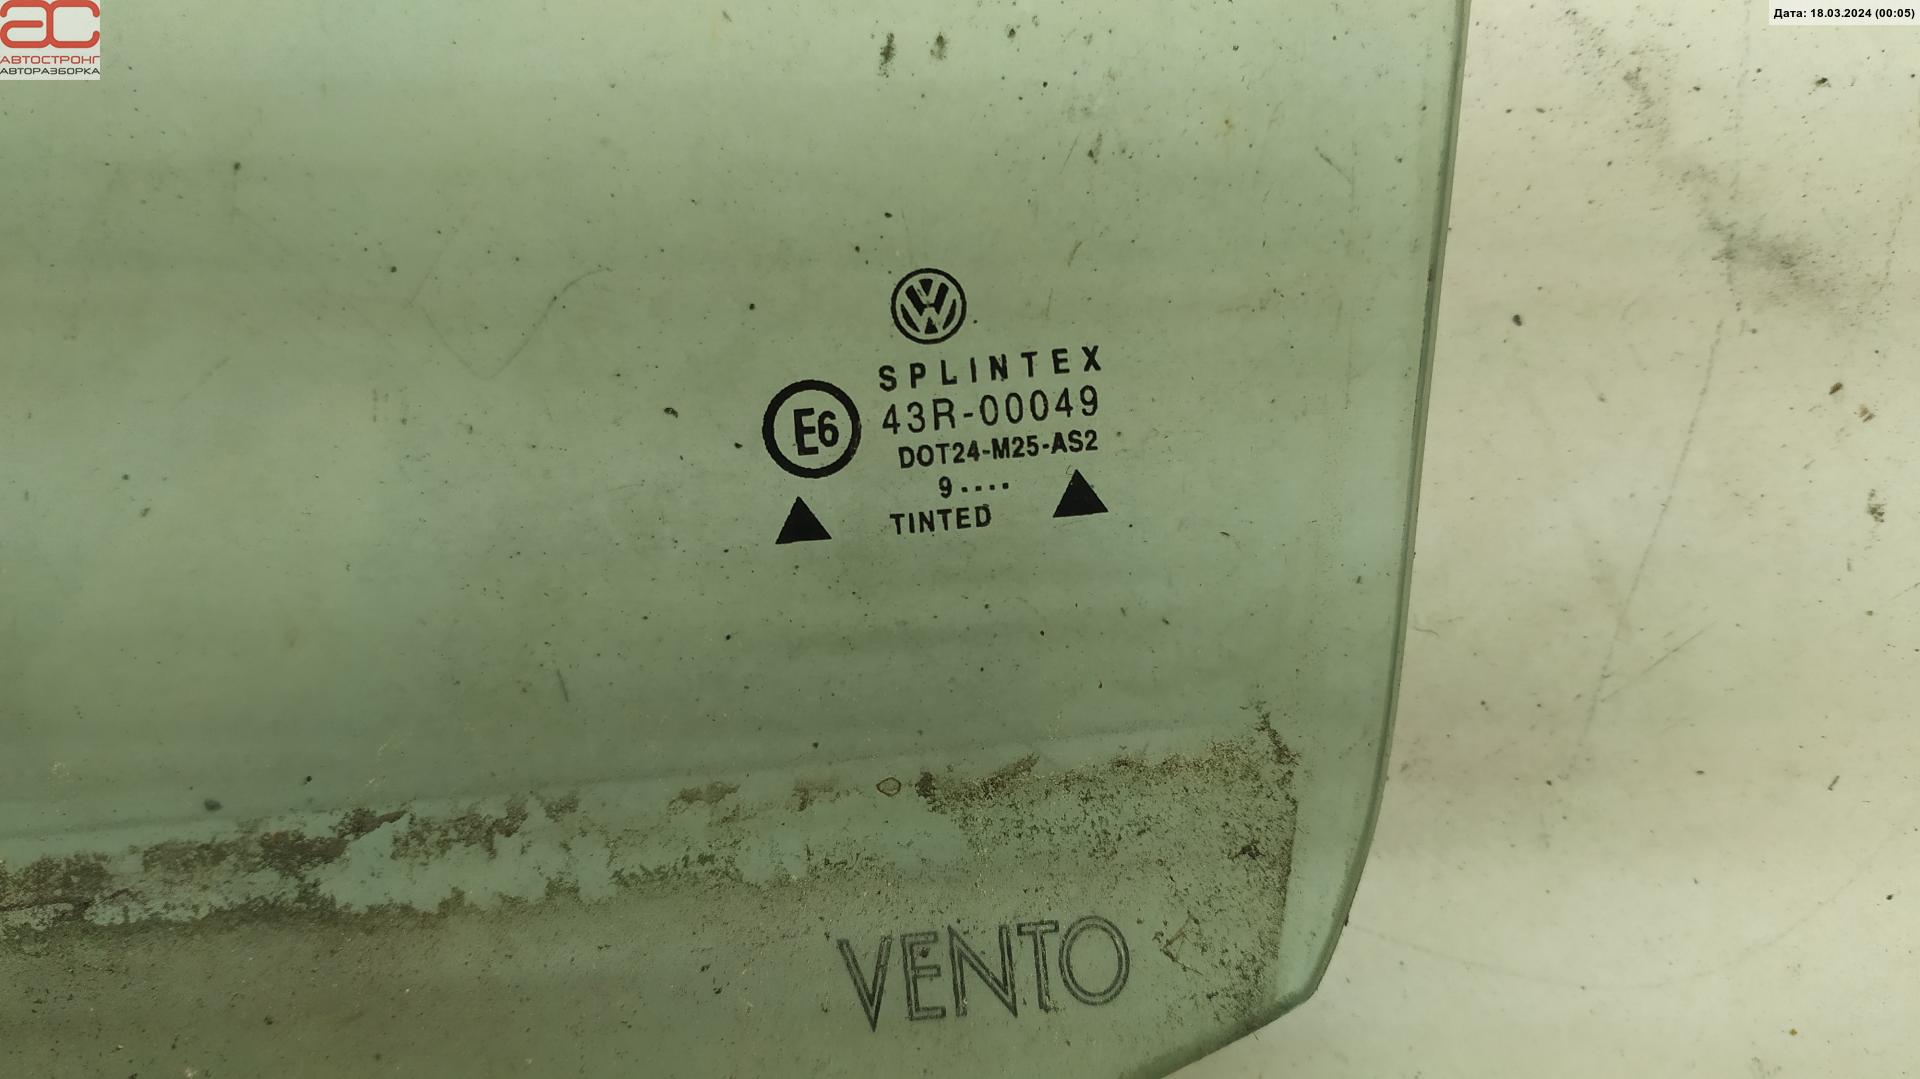 АВТОСТРОНГ
АВТОРАЗБОРКА
Дата: 18.03.2024 (00:05)
SPLINTEX
E6
43R-00049
DOT24-M25-AS2
9....
TINTED
VENTO